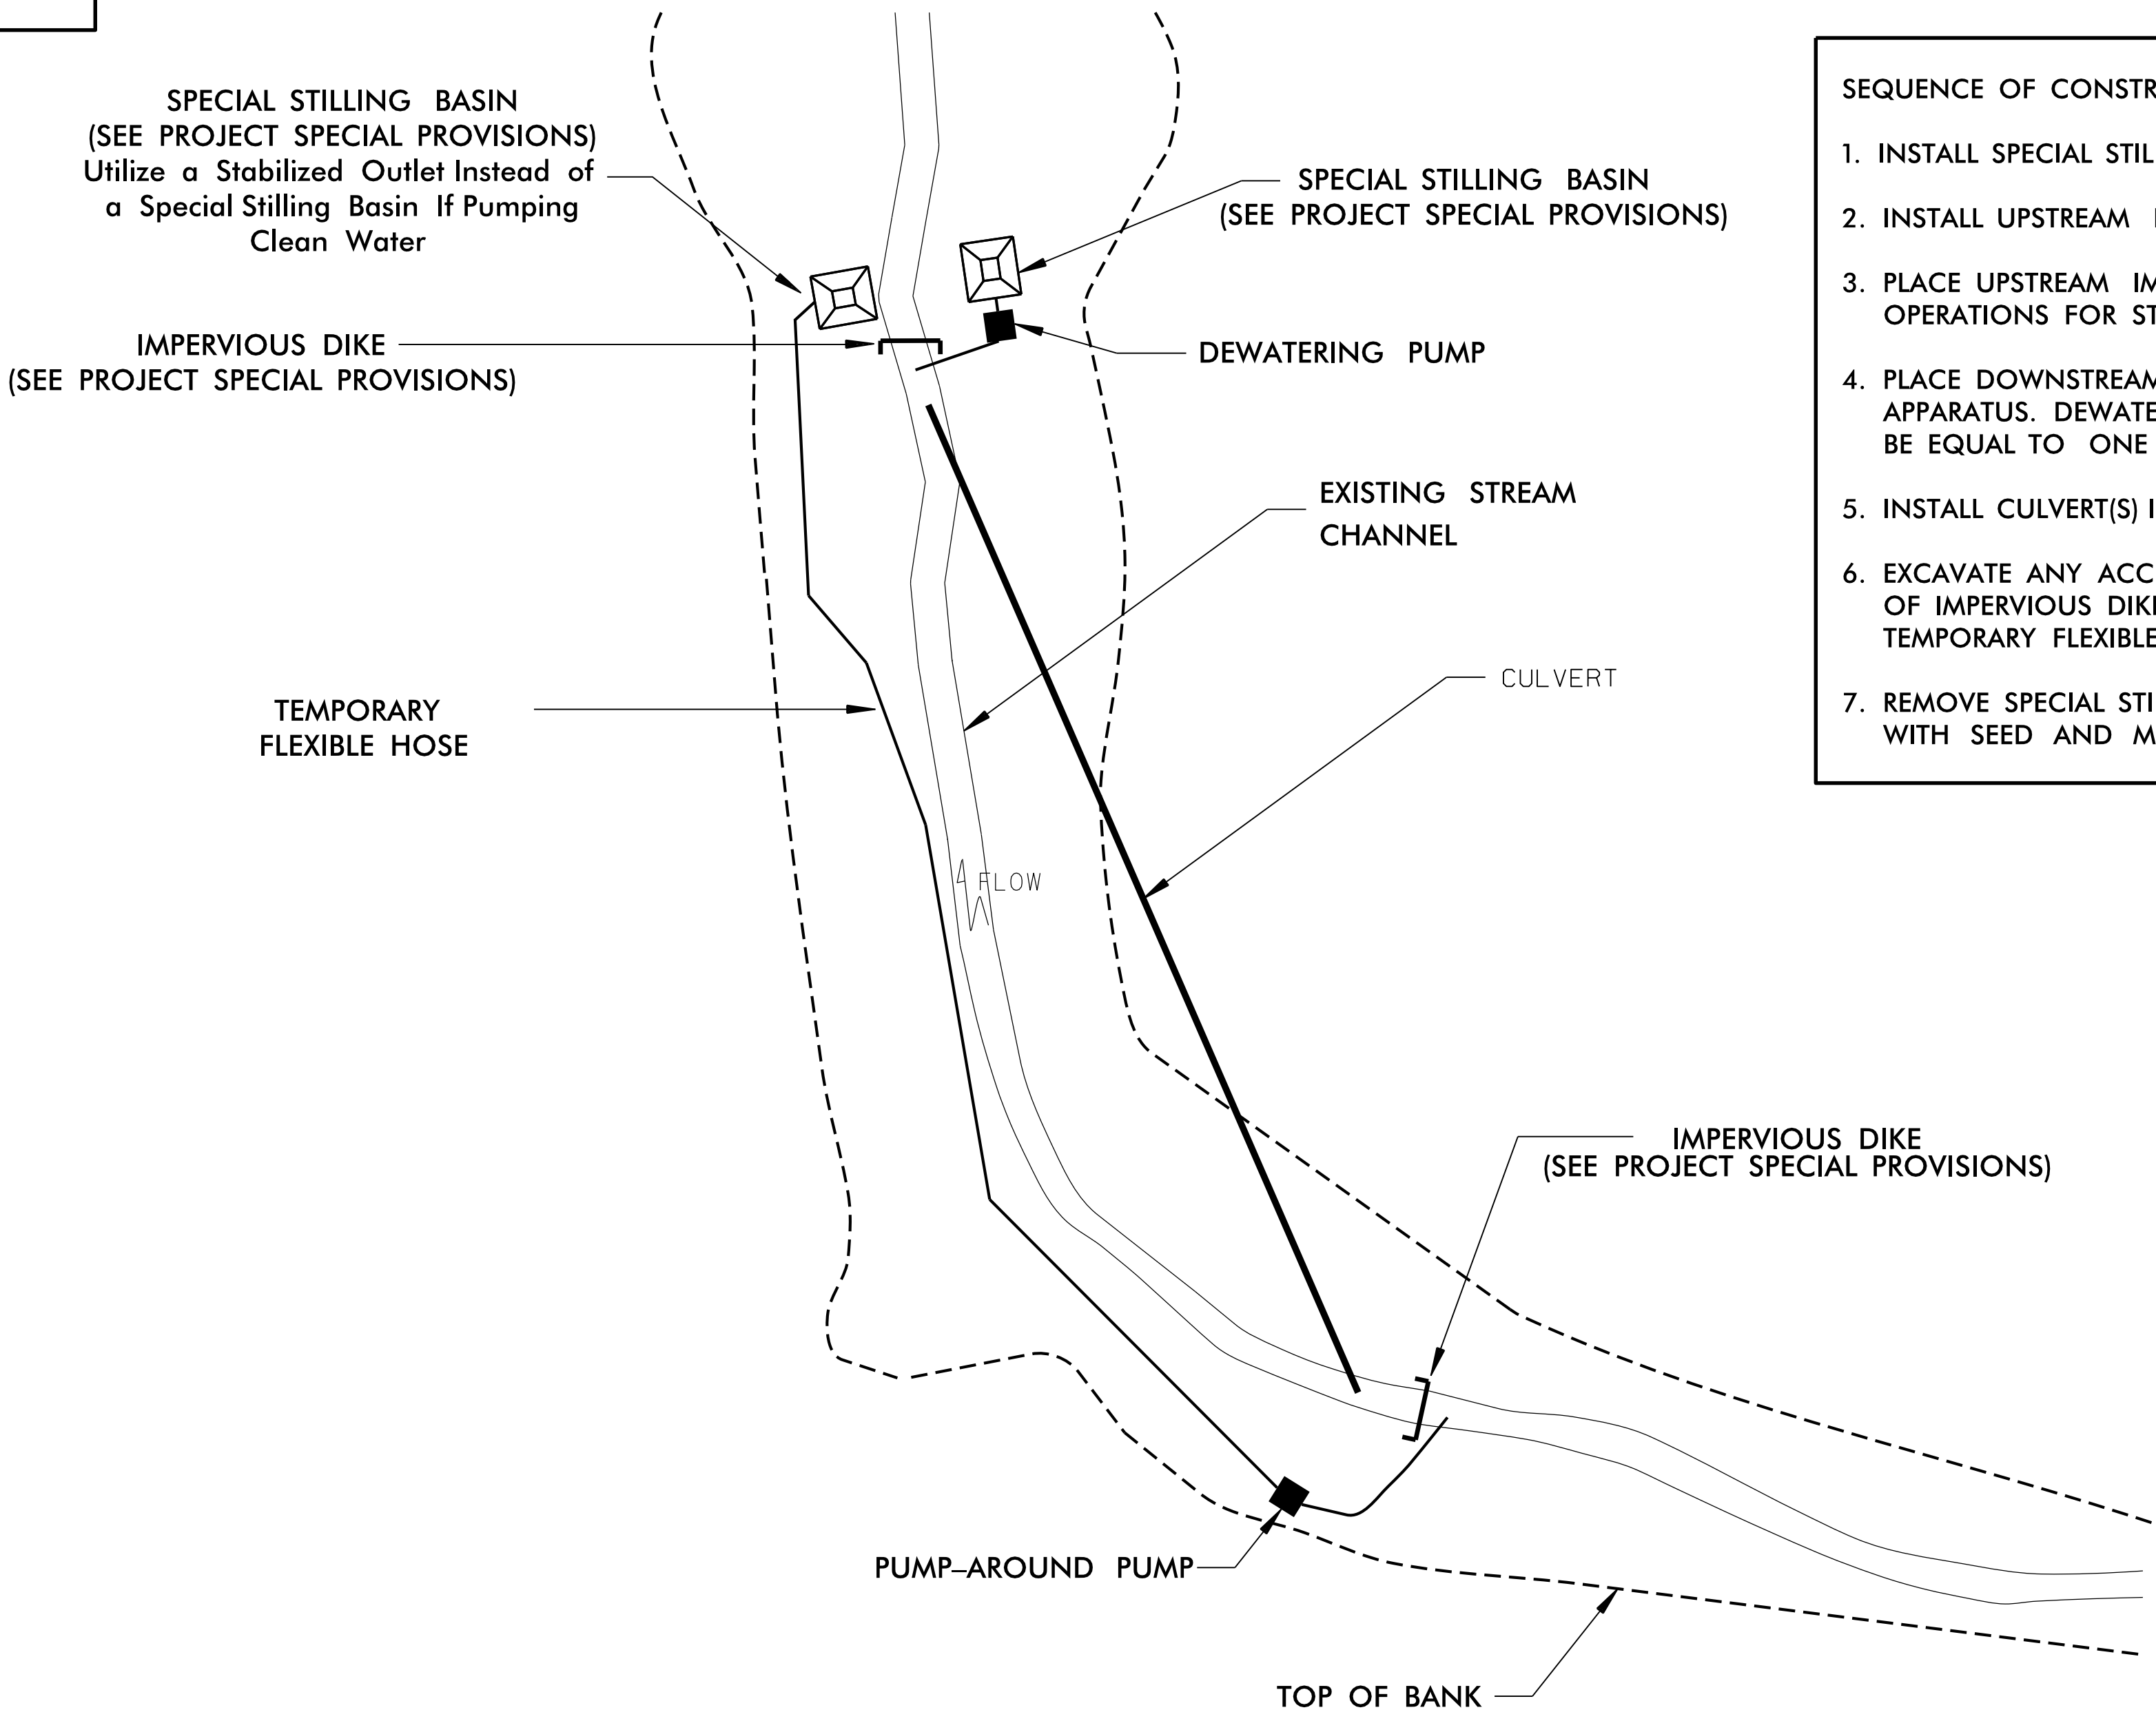 SPECIAL STILLING BASIN
(SEE PROJECT SPECIAL PROVISIONS)
Utilize a Stabilized Outlet Instead of
a Special Stilling Basin If Pumping
Clean Water
IMPERVIOUS DIKE
(SEE PROJECT SPECIAL PROVISIONS)
TEMPORARY
FLEXIBLE HOSE
SPECIAL STILLING BASIN
(SEE PROJECT SPECIAL PROVISIONS)
DEWATERING PUMP
EXISTING STREAM
CHANNEL
CULVERT
FLOW
IMPERVIOUS DIKE
(SEE PROJECT SPECIAL PROVISIONS)
PUMP–AROUND PUMP
TOP OF BANK
SEQUENCE OF CONSTR
1. INSTALL SPECIAL STIL
2. INSTALL UPSTREAM
3. PLACE UPSTREAM IM
OPERATIONS FOR ST
4. PLACE DOWNSTREAM
APPARATUS. DEWATE
BE EQUAL TO ONE
5. INSTALL CULVERT(S) I
6. EXCAVATE ANY ACC
OF IMPERVIOUS DIKE
TEMPORARY FLEXIBLE
7. REMOVE SPECIAL STI
WITH SEED AND M